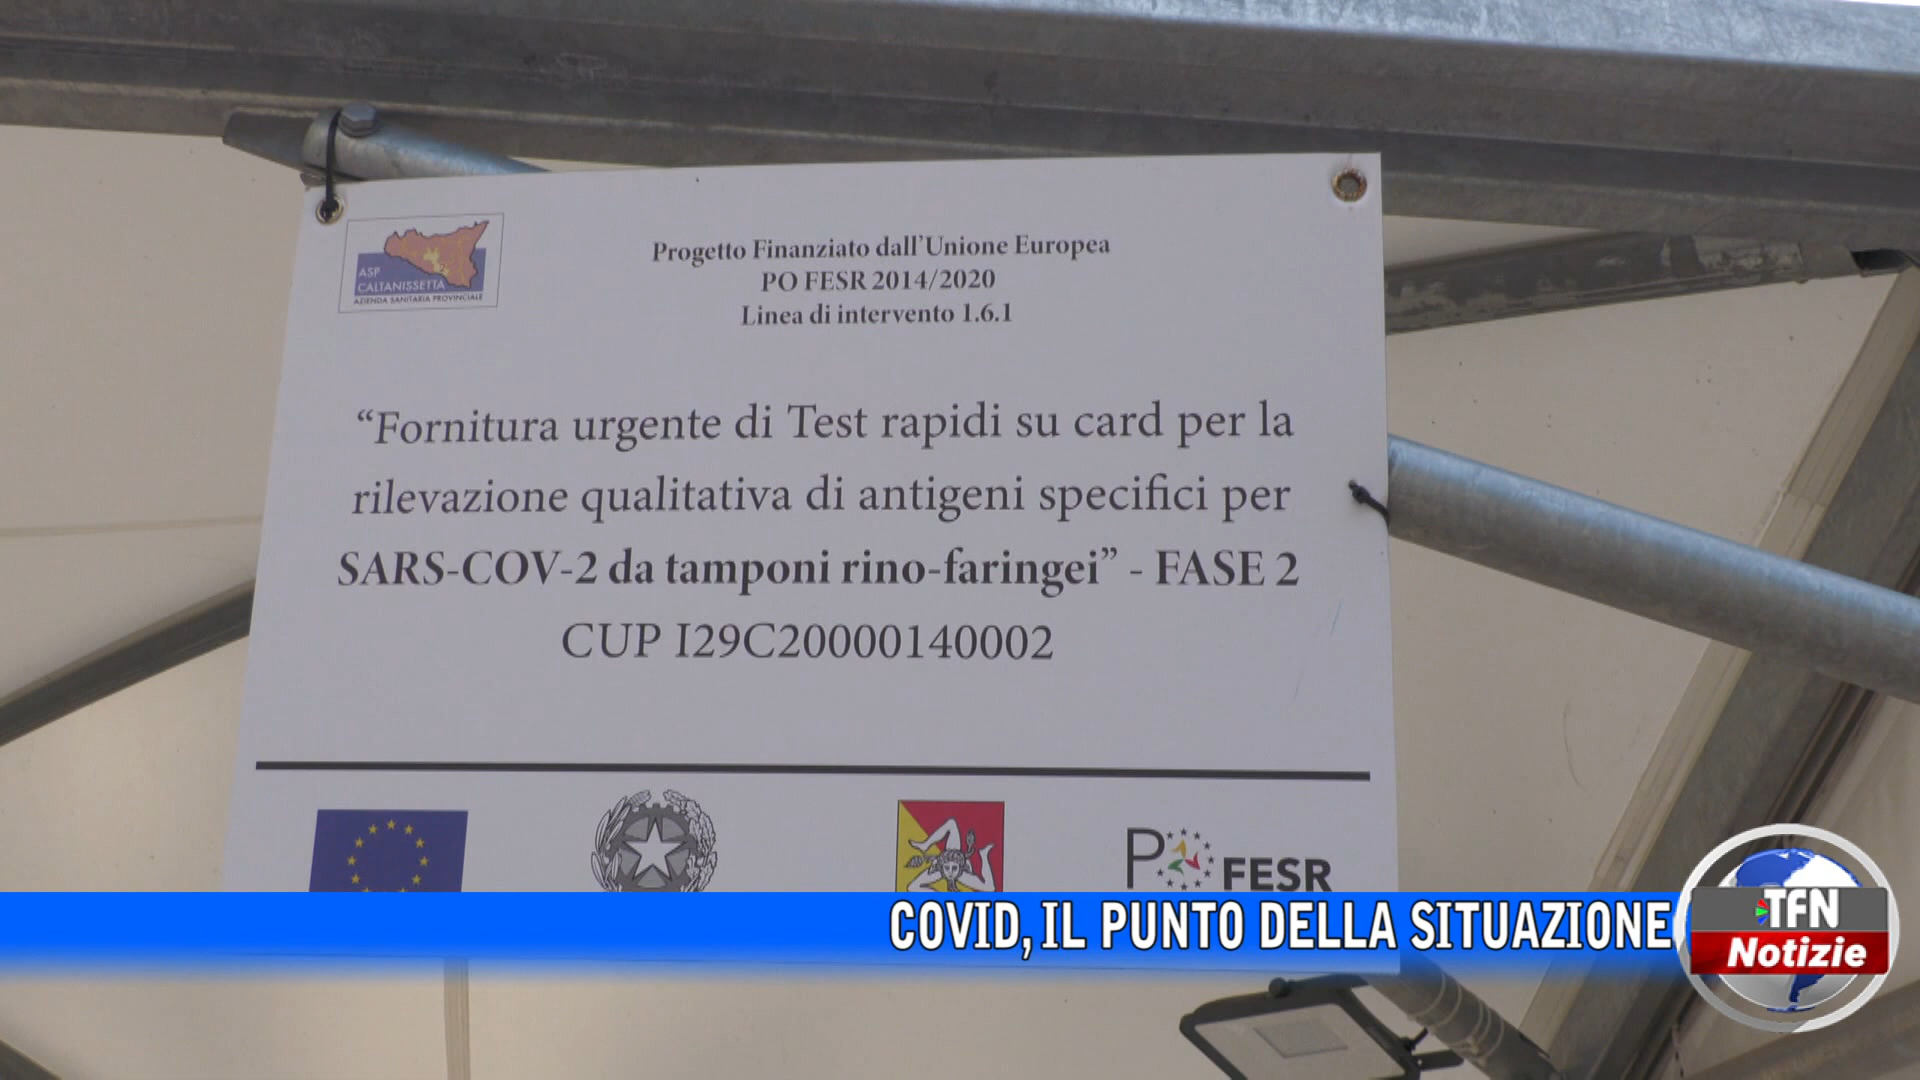 ASP
CALTANISSETTA
AZIENDA SANITARIA PROVINCIALE
Progetto Finanziato dall'Unione Europea
PO FESR 2014/2020
Linea di intervento 1.6.1
“Fornitura urgente di Test rapidi su card per la
rilevazione qualitativa di antigeni specifici per
SARS-COV-2 da tamponi rino-faringei” - FASE 2
CUP I29C20000140002
PO FESR
COVID, IL PUNTO DELLA SITUAZIONE
TFN
Notizie